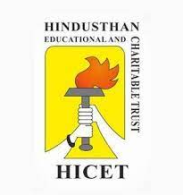 HINDUSTHAN
EDUCATIONAL AND
CHARITABLE TRUST
HICET